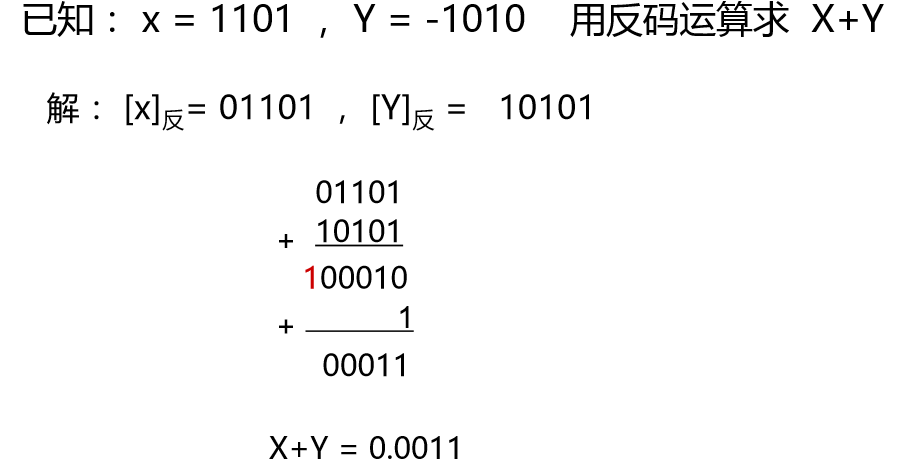 已知： x = 1101 ， Y = -1010 用反码运算求 X+Y
解： [x]反= 01101 ， [Y]反 = 10101
01101
+ 10101
100010
+ 1
00011
X+Y = 0.0011